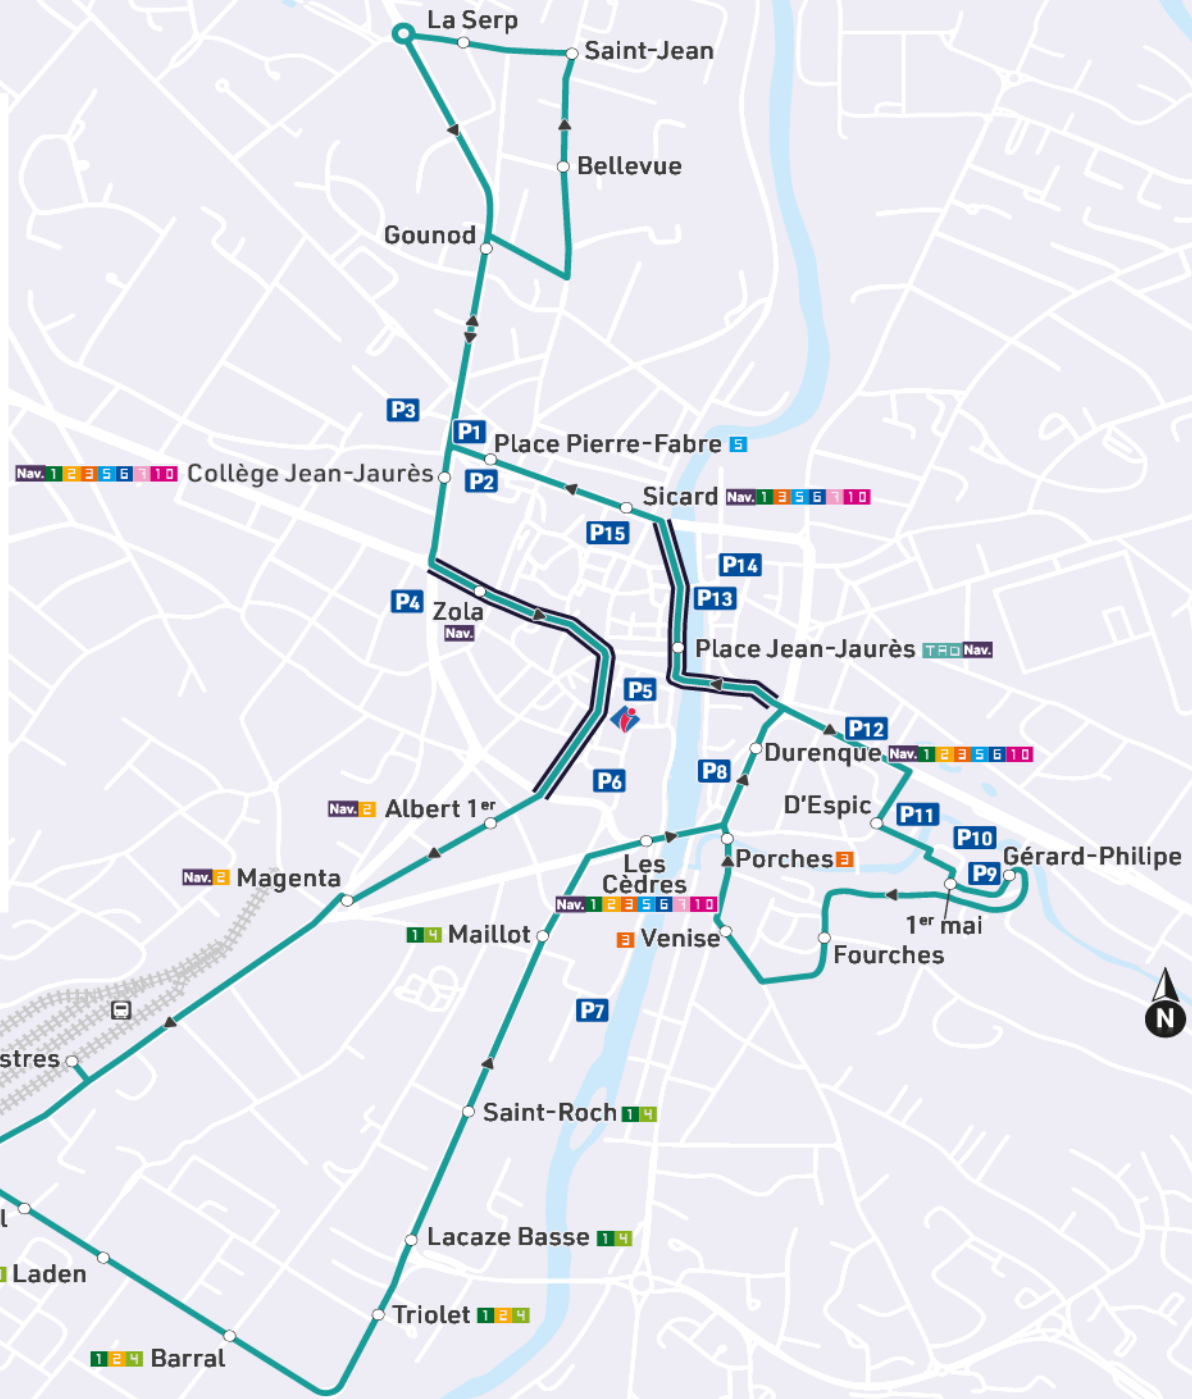 La Serp
Saint-Jean
Bellevue
Gounod
P3
P1
Place Pierre-Fabre 5
Nav. 1 2 3 5 6 7 10 Collège Jean-Jaurès
P2
Sicard Nav. 1 3 5 6 7 10
P15
P14
P13
P4
Zola
Nav.
Place Jean-Jaurès TAD Nav.
P5
P12
Durenque Nav. 1 2 3 5 6 10
P8
P6
Nav. 2 Albert 1er
D'Espic
P11
P10
Gérard-Philipe
Porches 3
P9
Les
Cèdres
Nav. 1 2 3 5 6 7 10
Nav. 2 Magenta
1er mai
1 4 Maillot
3 Venise
Fourches
P7
N
stres
Saint-Roch 1 4
l
Lacaze Basse 1 4
Laden
Triolet 1 2 4
1 2 4 Barral